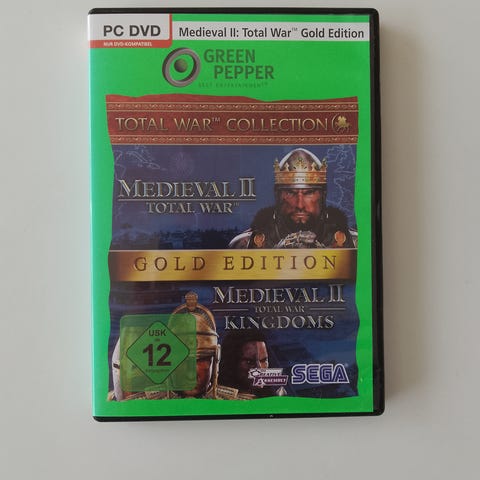 PC DVD
NUR DVD-KOMPATIBEL
Medieval II: Total War™ Gold Edition
GREEN
PEPPER
BEST ENTERTAINMENT
TOTAL WAR™ COLLECTION
MEDIEVAL II
TOTAL WAR™
GOLD EDITION
MEDIEVAL II
TOTAL WAR
KINGDOMS
USK
ab
12
CREATIVE
ASSEMBLY
SEGA